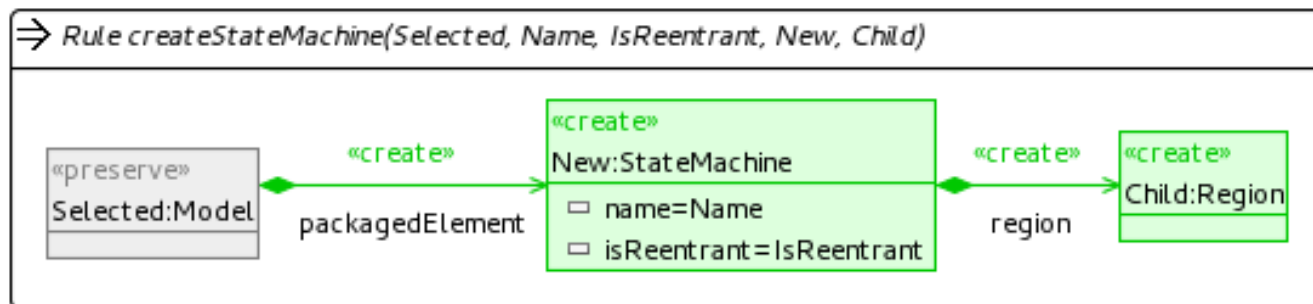 Rule createStateMachine(Selected, Name, IsReentrant, New, Child)
«preserve»
Selected:Model
«create»
packagedElement
«create»
New:StateMachine
name=Name
isReentrant=IsReentrant
«create»
region
«create»
Child:Region